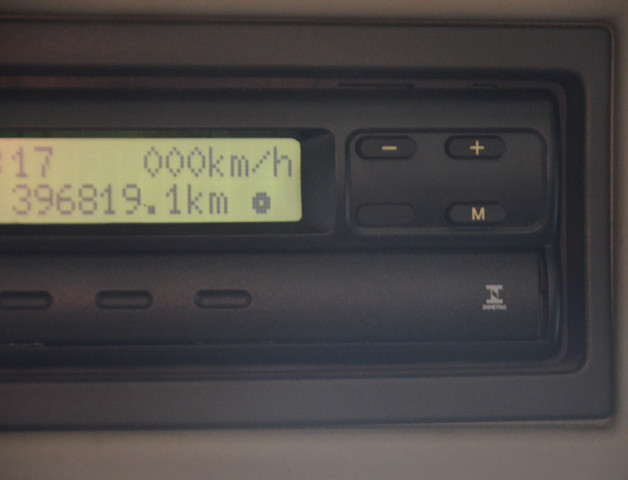 :17 000km/h
396819.1km
- +
M